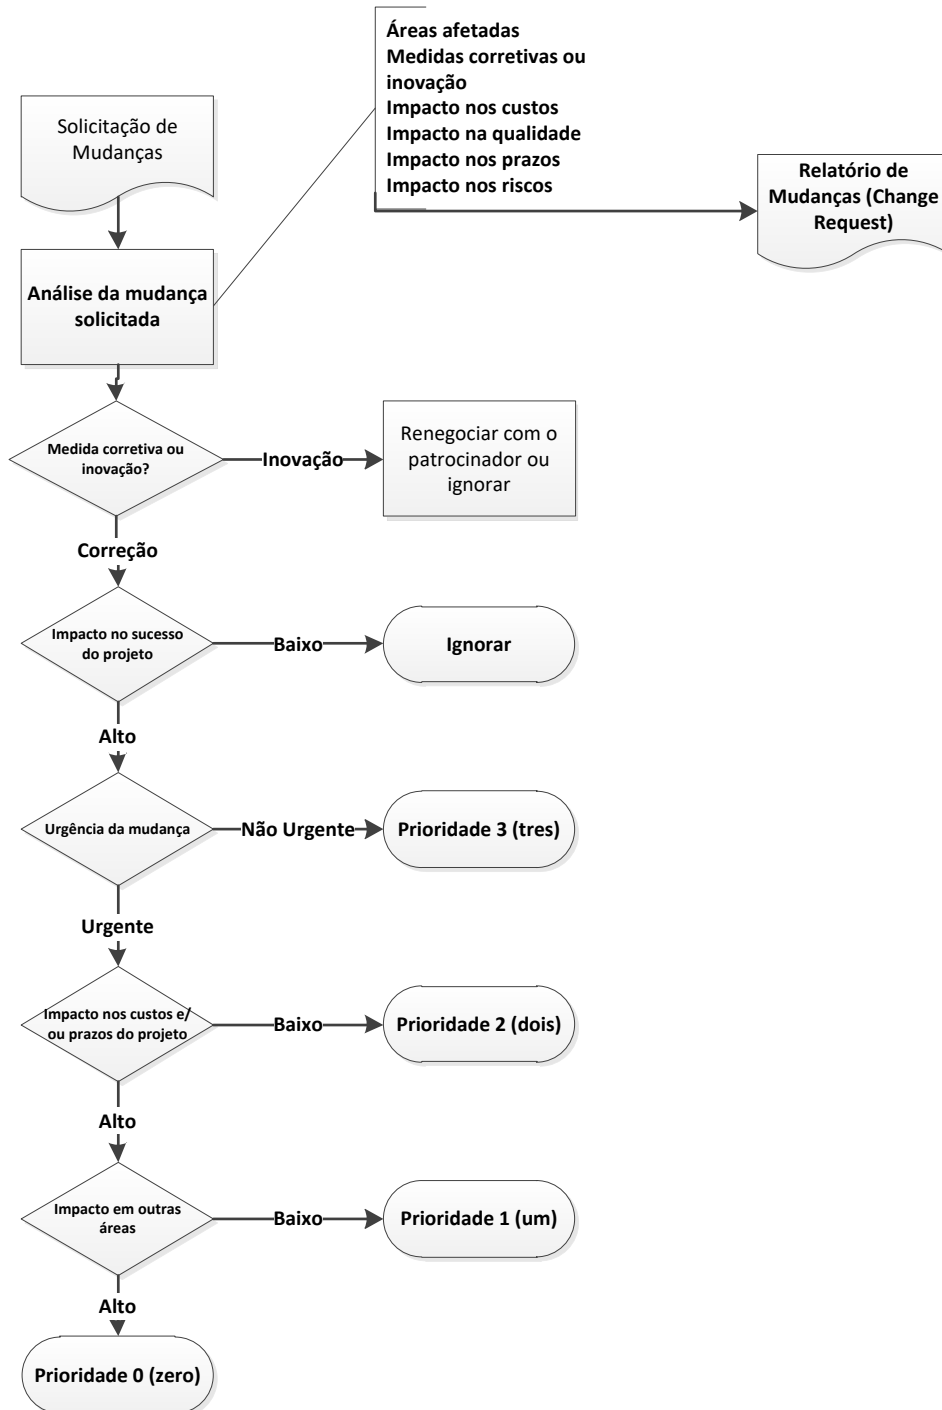 Áreas afetadas
Medidas corretivas ou
inovação
Impacto nos custos
Impacto na qualidade
Impacto nos prazos
Impacto nos riscos
Solicitação de
Mudanças
Relatório de
Mudanças (Change
Request)
Análise da mudança
solicitada
Medida corretiva ou
inovação?
Inovação
Renegociar com o
patrocinador ou
ignorar
Correção
Impacto no sucesso
do projeto
Baixo
Ignorar
Alto
Urgência da mudança
Não Urgente
Prioridade 3 (tres)
Urgente
Impacto nos custos e/
ou prazos do projeto
Baixo
Prioridade 2 (dois)
Alto
Impacto em outras
áreas
Baixo
Prioridade 1 (um)
Alto
Prioridade 0 (zero)